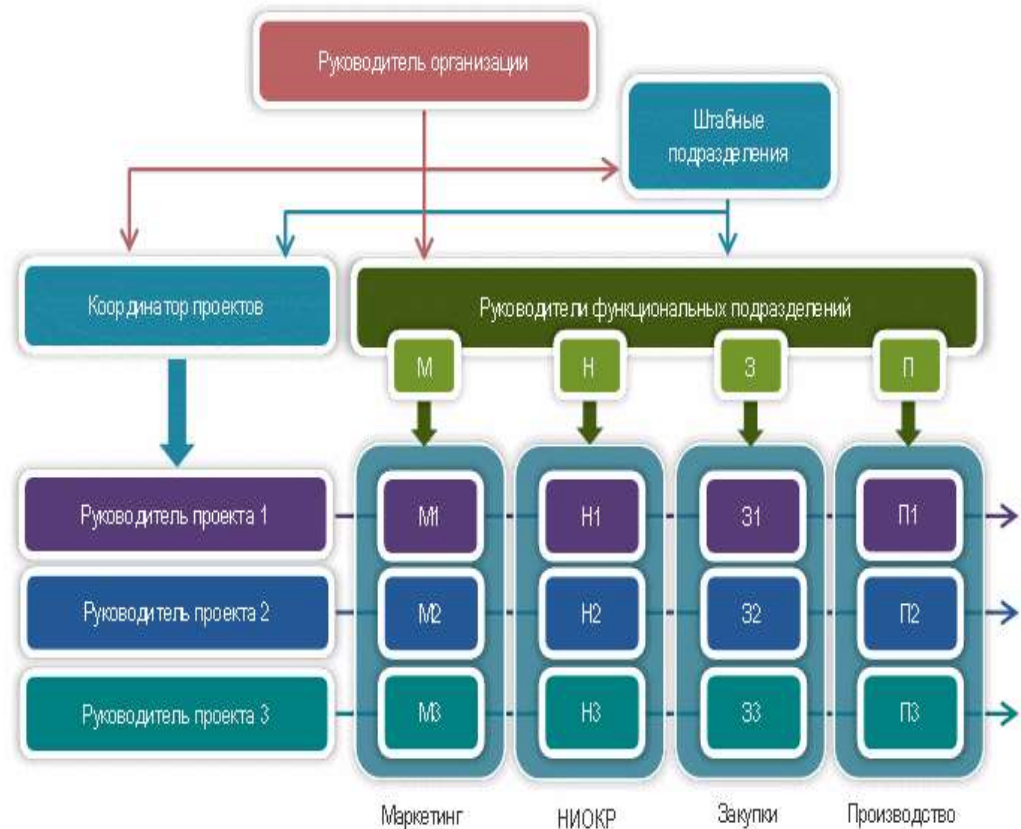 Руководитель организации
Штабные
подразделения
Координатор проектов
Руководители функциональных подразделений
М
Н
З
П
Руководитель проекта 1
М1
Н1
З1
П1
Руководитель проекта 2
М2
Н2
З2
П2
Руководитель проекта 3
М3
Н3
З3
П3
Маркетинг
НИОКР
Закупки
Производство